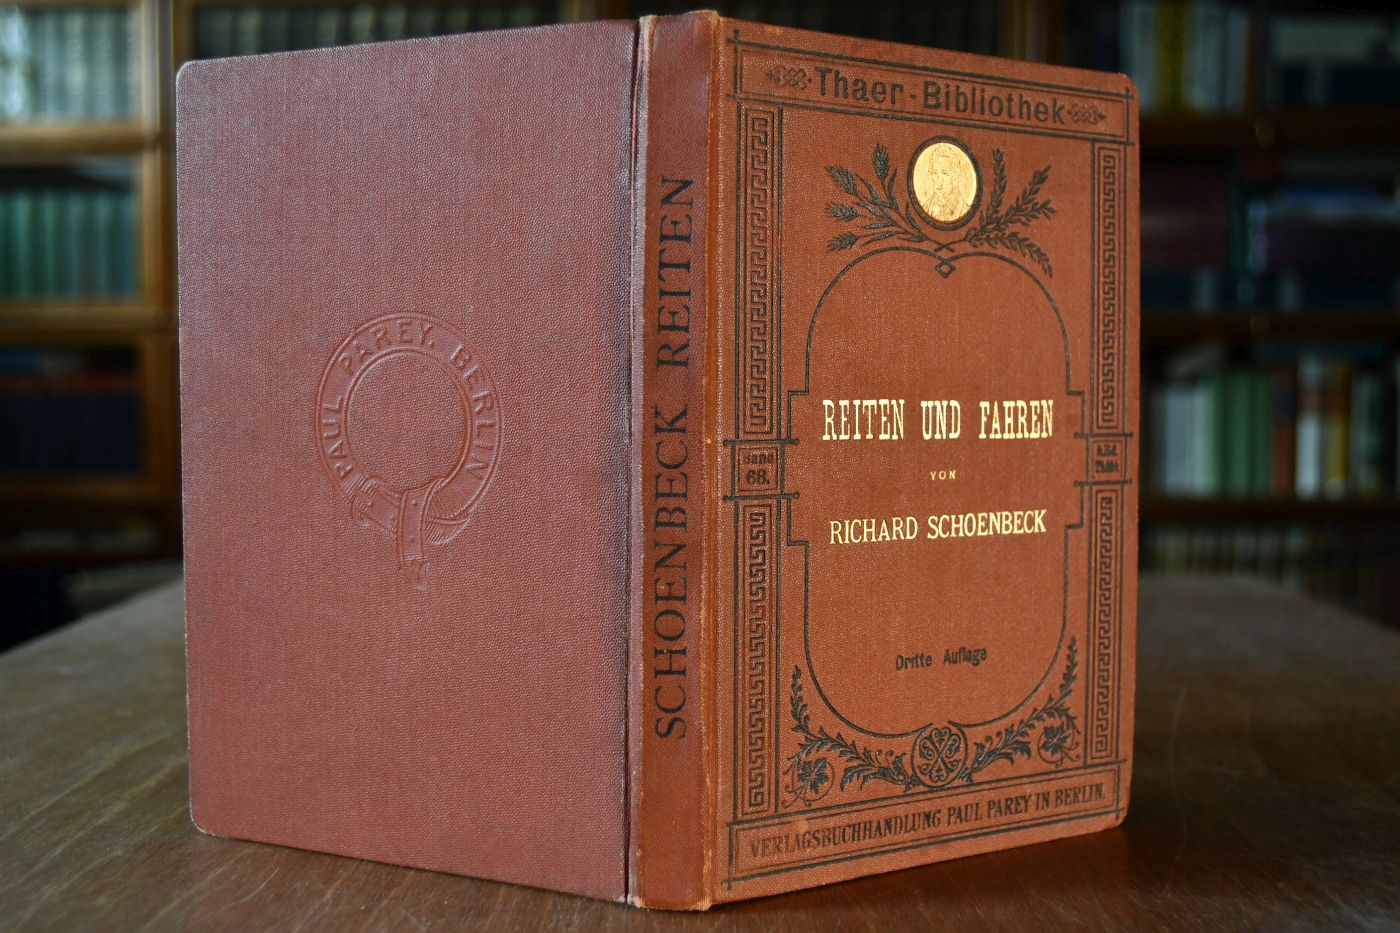 PAUL PAREY. BERLIN
SCHOENBECK REITEN
Thaer-Bibliothek
REITEN UND FAHREN
VON
RICHARD SCHOENBECK
Band
68.
Dritte Auflage
VERLAGSBUCHHANDLUNG PAUL PAREY IN BERLIN.